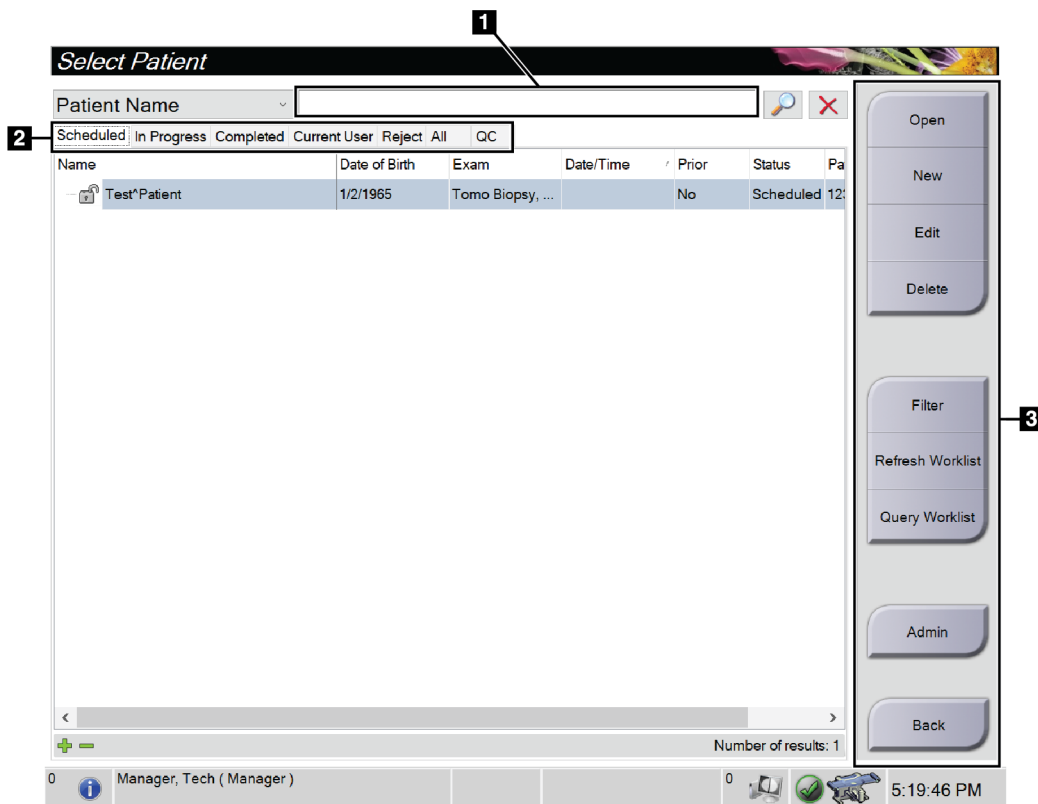 1
Select Patient
Patient Name
2
Scheduled In Progress Completed Current User Reject All QC
Name Date of Birth Exam Date/Time Prior Status Pa
Test^Patient 1/2/1965 Tomo Biopsy, ... No Scheduled 123
Open
New
Edit
Delete
Filter
3
Refresh Worklist
Query Worklist
Admin
Back
Number of results: 1
0 Manager, Tech ( Manager ) 0 5:19:46 PM